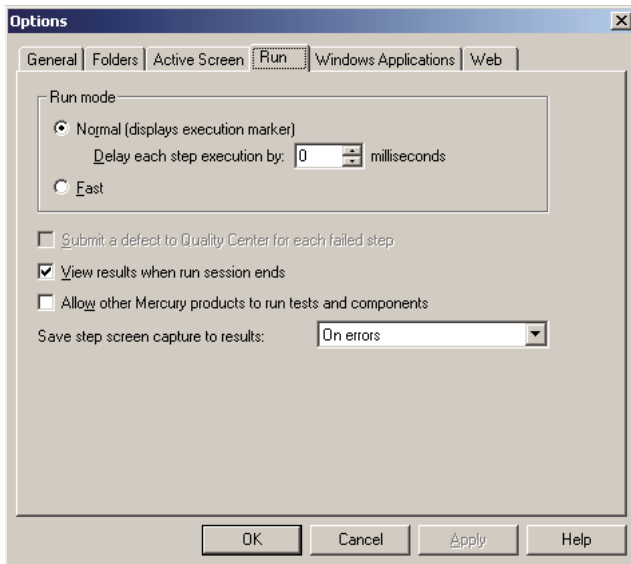 Options
General Folders Active Screen Run Windows Applications Web
Run mode
Normal (displays execution marker)
Delay each step execution by: 0 milliseconds
Fast
Submit a defect to Quality Center for each failed step
View results when run session ends
Allow other Mercury products to run tests and components
Save step screen capture to results: On errors
OK Cancel Apply Help